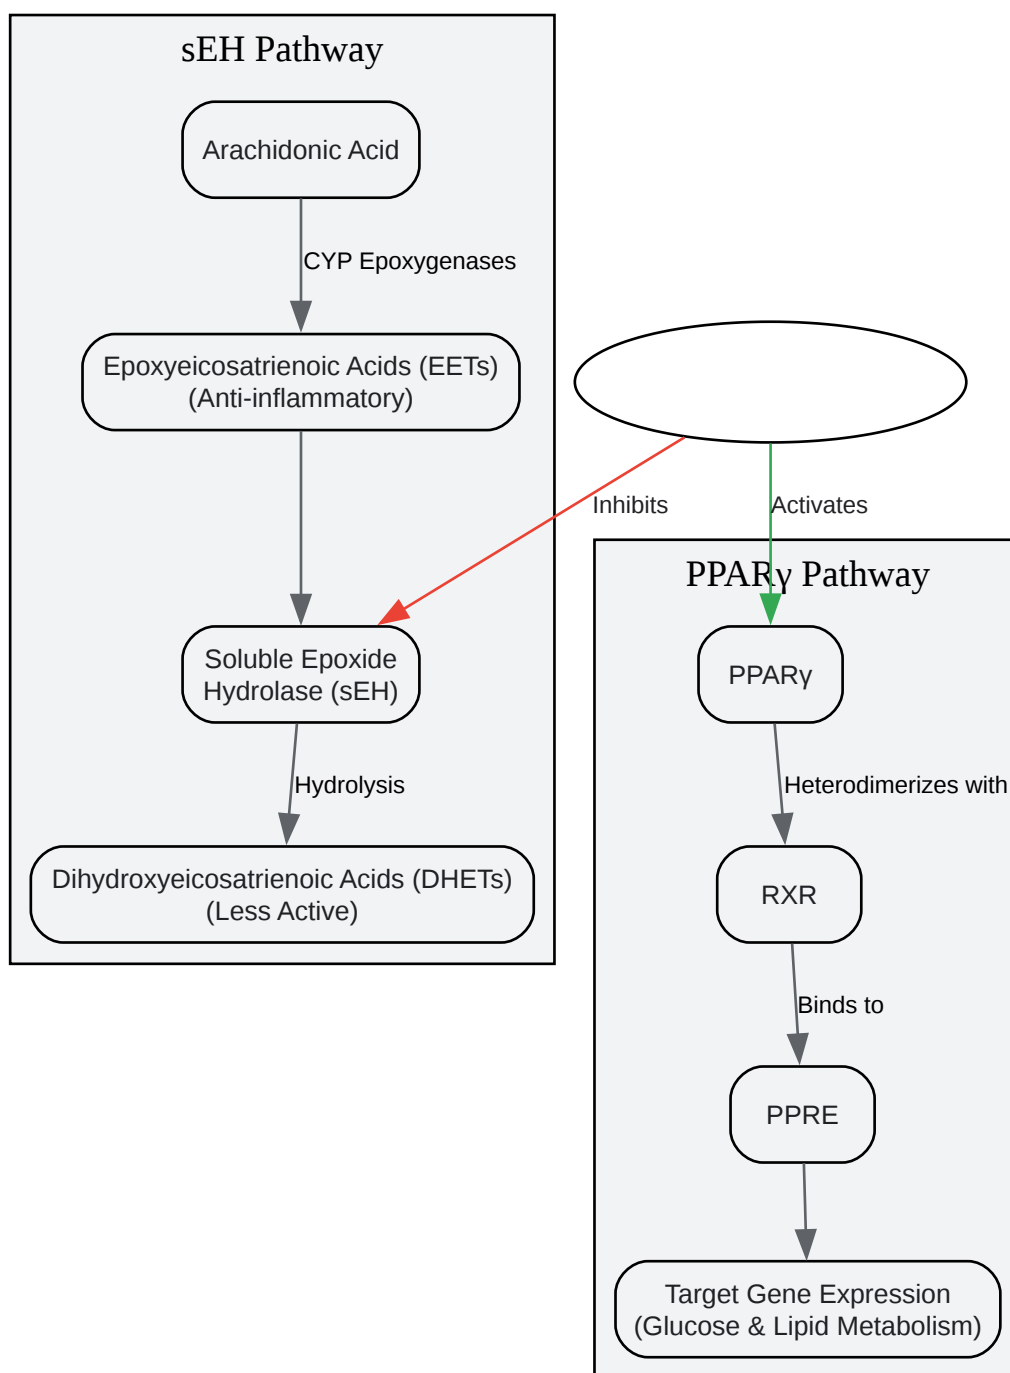 sEH Pathway
Arachidonic Acid
CYP Epoxygenases
Epoxyeicosatrienoic Acids (EETs)
(Anti-inflammatory)
Inhibits
Activates
PPARγ Pathway
Soluble Epoxide
Hydrolase (sEH)
PPARγ
Hydrolysis
Heterodimerizes with
Dihydroxyeicosatrienoic Acids (DHETs)
(Less Active)
RXR
Binds to
PPRE
Target Gene Expression
(Glucose & Lipid Metabolism)